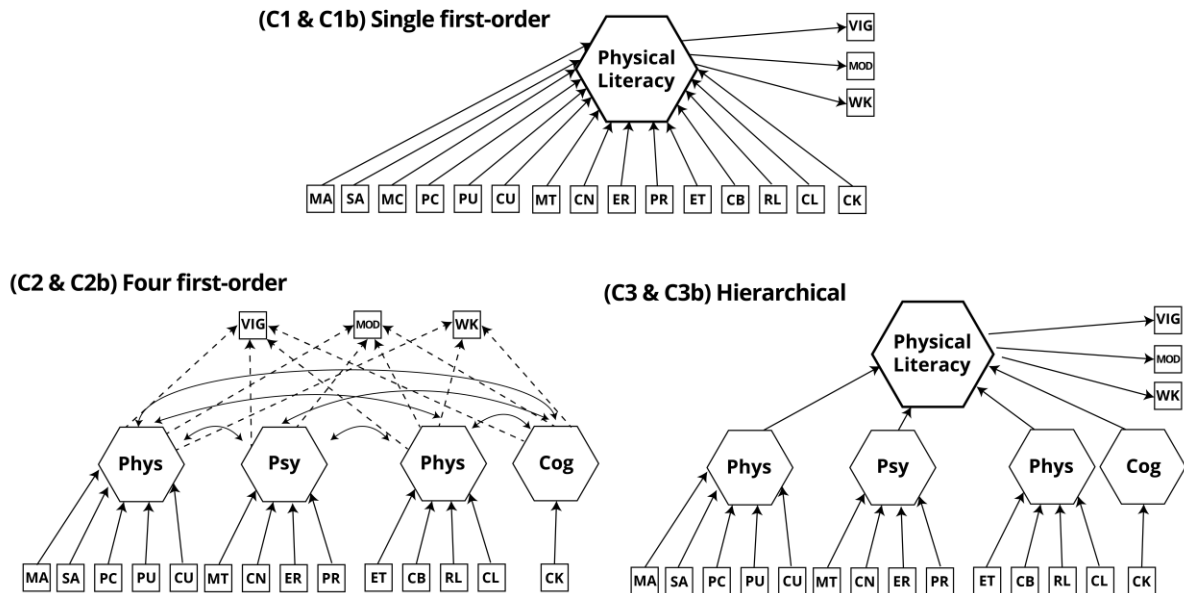 (C1 & C1b) Single first-order
Physical
Literacy
VIG
MOD
WK
MA SA MC PC PU CU MT CN ER PR ET CB RL CL CK
(C2 & C2b) Four first-order
VIG MOD WK
Phys Psy Phys Cog
MA SA PC PU CU MT CN ER PR ET CB RL CL CK
(C3 & C3b) Hierarchical
Physical
Literacy
VIG
MOD
WK
Phys Psy Phys Cog
MA SA PC PU CU MT CN ER PR ET CB RL CL CK